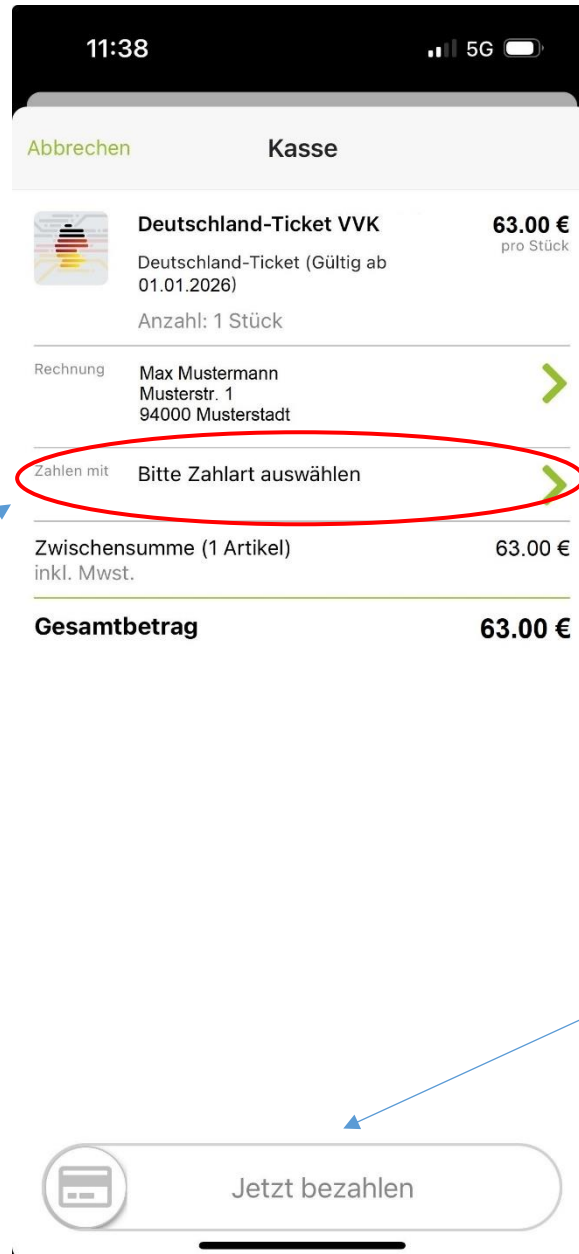 11:38 5G
Abbrechen Kasse
Deutschland-Ticket VVK 63.00 €
pro Stück
Deutschland-Ticket (Gültig ab
01.01.2026)
Anzahl: 1 Stück
Rechnung Max Mustermann
Musterstr. 1
94000 Musterstadt
Zahlen mit Bitte Zahlart auswählen
Zwischensumme (1 Artikel) 63.00 €
inkl. Mwst.
Gesamtbetrag 63.00 €
Jetzt bezahlen